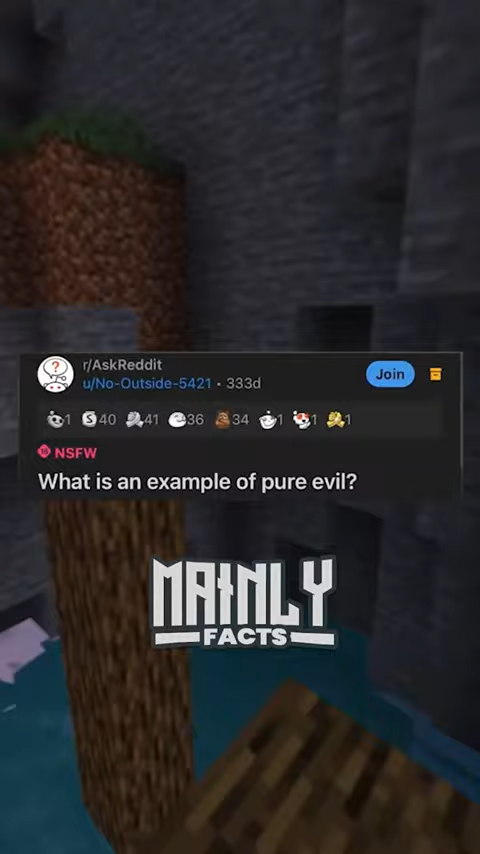 r/AskReddit
u/No-Outside-5421 • 333d
Join
1 S 40 41 36 34 1 1 1
18 NSFW
What is an example of pure evil?
MAINLY
FACTS